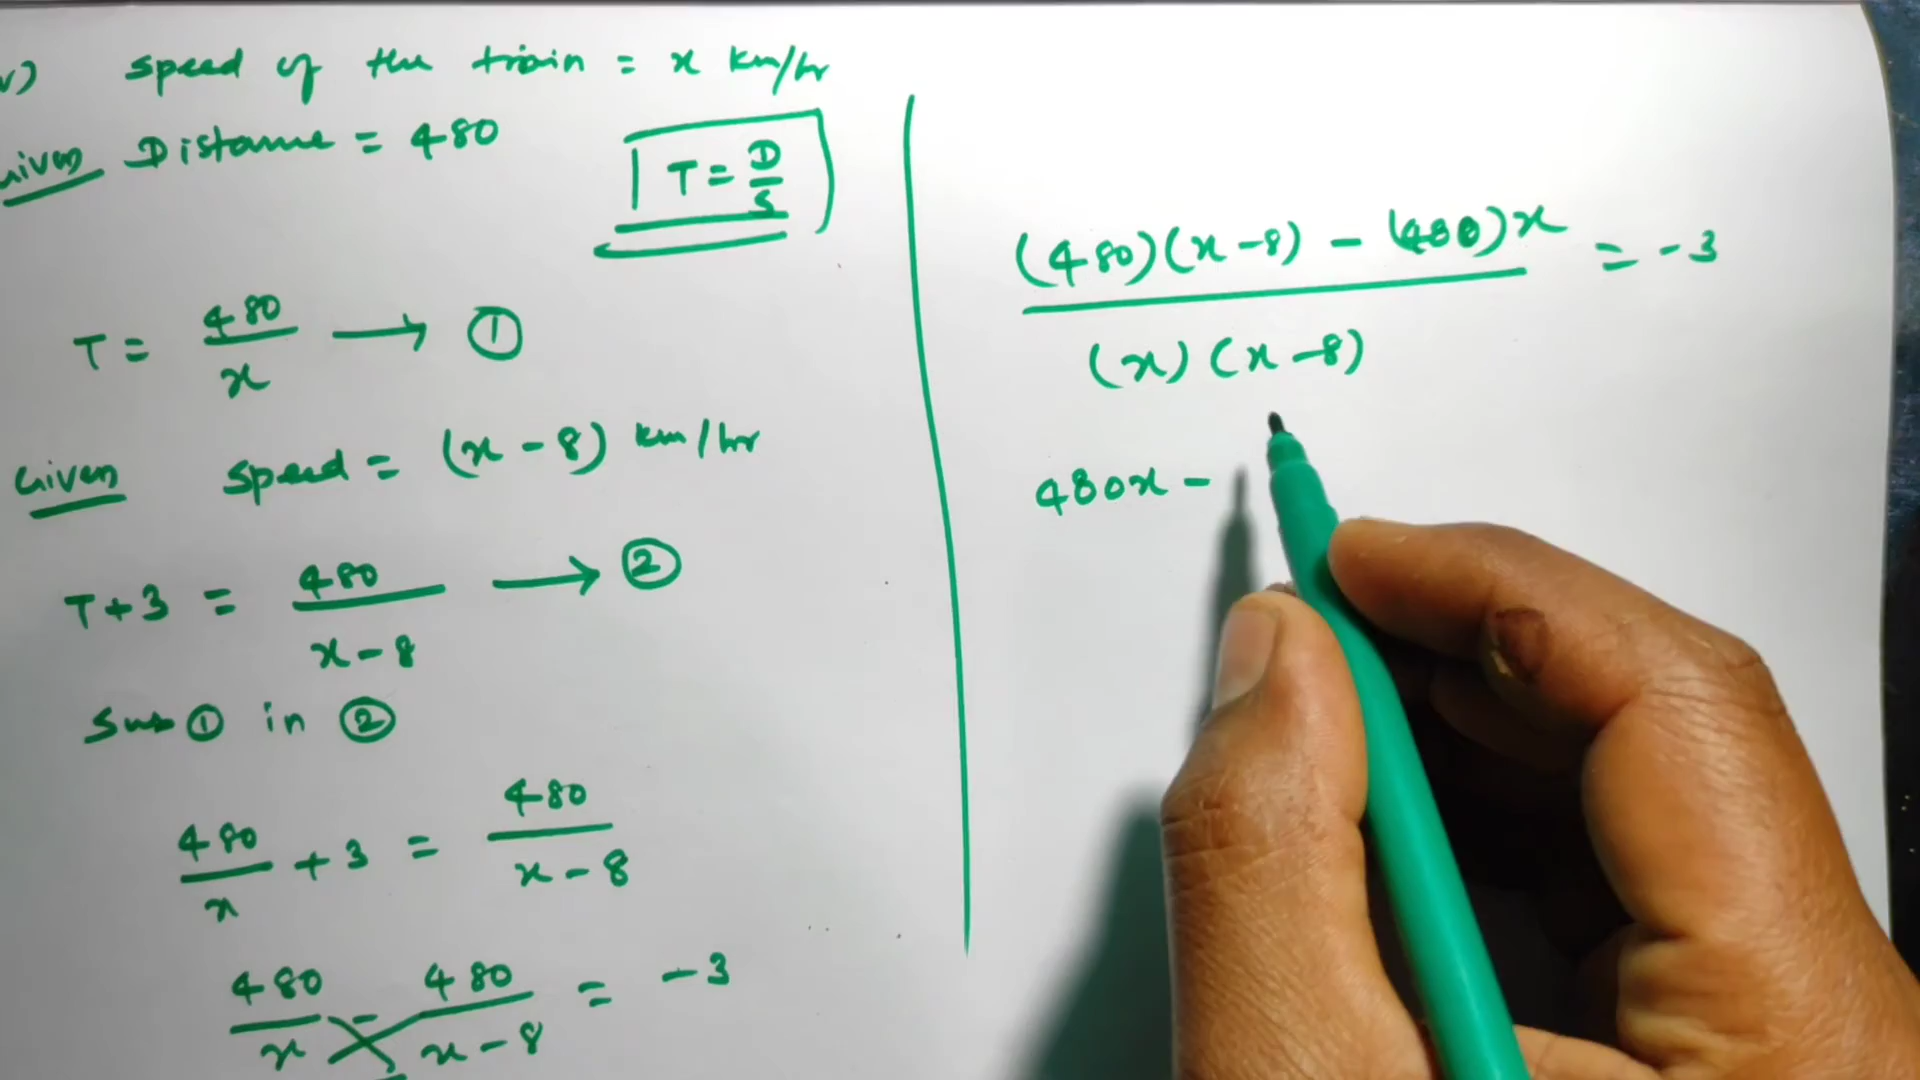 speed of the train = x km/hr
Given Distance = 480
T = D/S
T = 480/x → ①
Given speed = (x - 8) km/hr
T + 3 = 480/x - 8 → ②
Sub ① in ②
480/x + 3 = 480/x - 8
480/x - 480/x - 8 = -3
(480)(x - 8) - (480)x / (x)(x - 8) = -3
480x -